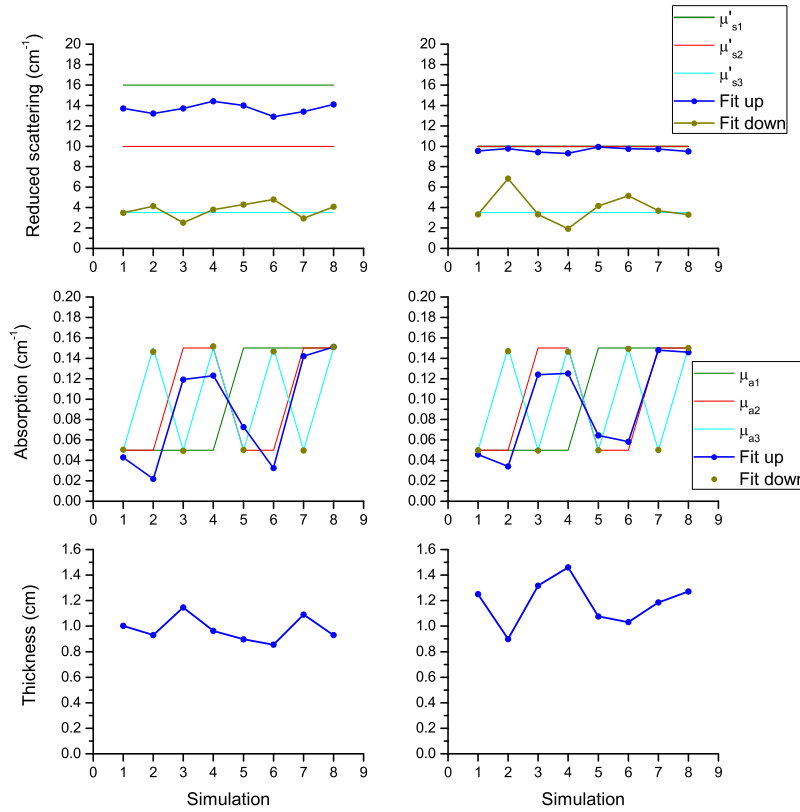 μ's1
μ's2
μ's3
Fit up
Fit down
Reduced scattering (cm-1)
20
18
16
14
12
10
8
6
4
2
0
0 1 2 3 4 5 6 7 8 9
20
18
16
14
12
10
8
6
4
2
0
0 1 2 3 4 5 6 7 8 9
Absorption (cm-1)
0.20
0.18
0.16
0.14
0.12
0.10
0.08
0.06
0.04
0.02
0.00
0 1 2 3 4 5 6 7 8 9
0.20
0.18
0.16
0.14
0.12
0.10
0.08
0.06
0.04
0.02
0.00
0 1 2 3 4 5 6 7 8 9
μa1
μa2
μa3
Fit up
Fit down
Thickness (cm)
1.6
1.4
1.2
1.0
0.8
0.6
0.4
0.2
0.0
0 1 2 3 4 5 6 7 8 9
Simulation
1.6
1.4
1.2
1.0
0.8
0.6
0.4
0.2
0.0
0 1 2 3 4 5 6 7 8 9
Simulation